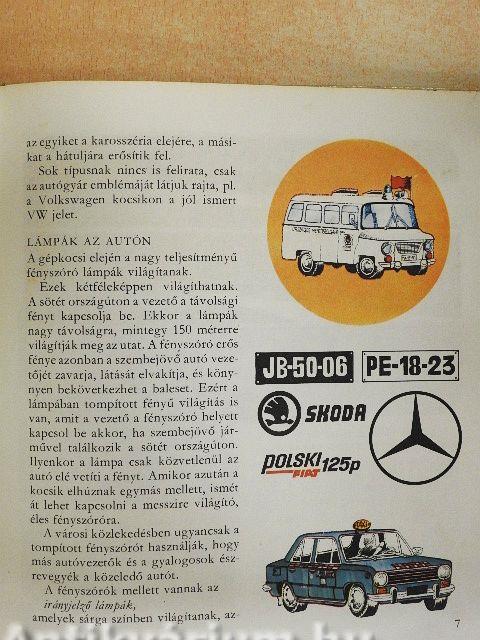 az egyiket a karosszéria elejére, a mási-
kat a hátuljára erősítik fel.
Sok típusnak nincs is felirata, csak
az autógyár emblémáját látjuk rajta, pl.
a Volkswagen kocsikon a jól ismert
VW jelet.
LÁMPÁK AZ AUTÓN
A gépkocsi elején a nagy teljesítményű
fényszóró lámpák világítanak.
Ezek kétféleképpen világíthatnak.
A sötét országúton a vezető a távolsági
fényt kapcsolja be. Ekkor a lámpák
nagy távolságra, mintegy 150 méterre
világítják meg az utat. A fényszóró erős
fénye azonban a szembejövő autó veze-
tőjét zavarja, látását elvakítja, és köny-
nyen bekövetkezhet a baleset. Ezért a
lámpában tompított fényű világítás is
van, amit a vezető a fényszóró helyett
kapcsol be akkor, ha szembejövő jár-
művel találkozik a sötét országúton.
Ilyenkor a lámpa csak közvetlenül az
autó elé vetíti a fényt. Amikor azután a
kocsik elhúznak egymás mellett, ismét
át lehet kapcsolni a messzire világító,
éles fényszóróra.
A városi közlekedésben ugyancsak a
tompított fényszórót használják, hogy
más autóvezetők és a gyalogosok ész-
revegyék a közeledő autót.
A fényszórók mellett vannak az
irányjelző lámpák,
amelyek sárga színben világítanak, az-
JB-50-06
PE-18-23
SKODA
POLSKI
FIAT
125p
TAXI
7